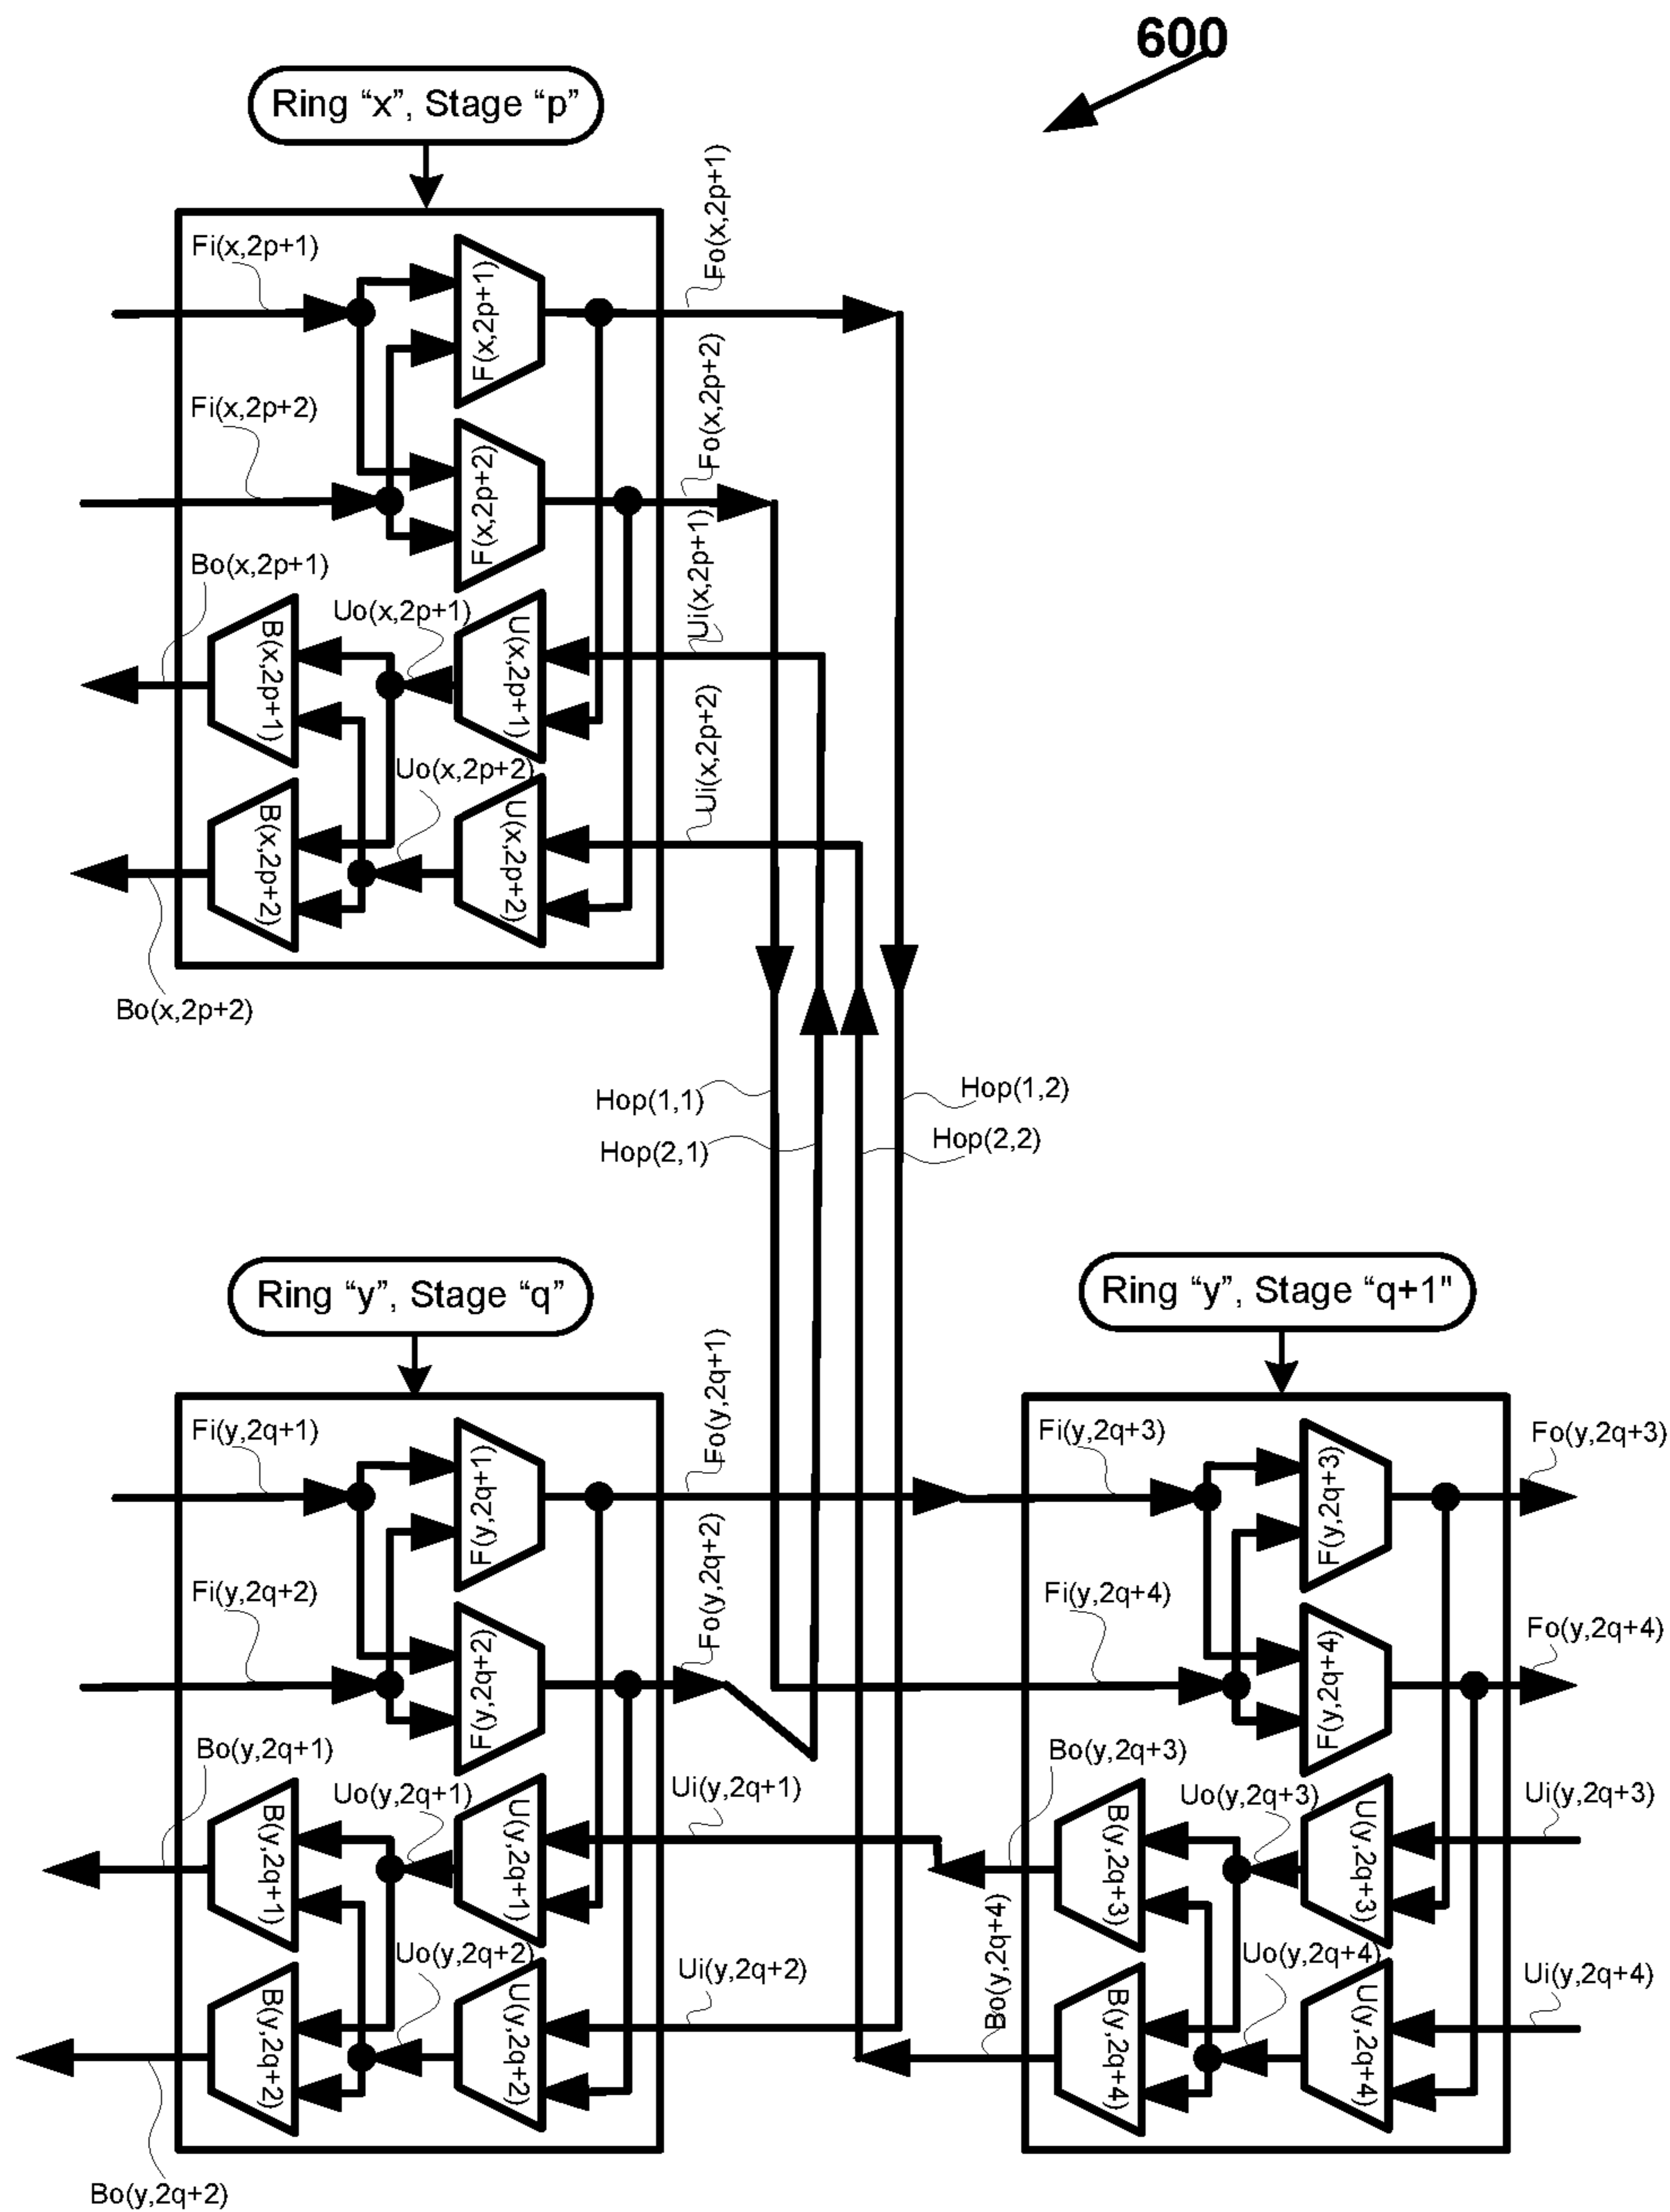 600
Ring “x”, Stage “p”
Fi(x,2p+1)
F(x,2p+1)
Fo(x,2p+1)
Fi(x,2p+2)
F(x,2p+2)
Fo(x,2p+2)
Bo(x,2p+1)
B(x,2p+1)
Uo(x,2p+1)
U(x,2p+1)
Ui(x,2p+1)
B(x,2p+2)
Uo(x,2p+2)
U(x,2p+2)
Ui(x,2p+2)
Bo(x,2p+2)
Hop(1,1)
Hop(1,2)
Hop(2,1)
Hop(2,2)
Ring “y”, Stage “q”
Ring “y”, Stage “q+1"
Fi(y,2q+1)
F(y,2q+1)
Fo(y,2q+1)
Fi(y,2q+3)
F(y,2q+3)
Fo(y,2q+3)
Fi(y,2q+2)
F(y,2q+2)
Fo(y,2q+2)
Fi(y,2q+4)
F(y,2q+4)
Fo(y,2q+4)
Bo(y,2q+1)
B(y,2q+1)
Uo(y,2q+1)
U(y,2q+1)
Ui(y,2q+1)
Bo(y,2q+3)
B(y,2q+3)
Uo(y,2q+3)
U(y,2q+3)
Ui(y,2q+3)
B(y,2q+2)
Uo(y,2q+2)
U(y,2q+2)
Ui(y,2q+2)
Bo(y,2q+4)
B(y,2q+4)
Uo(y,2q+4)
U(y,2q+4)
Ui(y,2q+4)
Bo(y,2q+2)